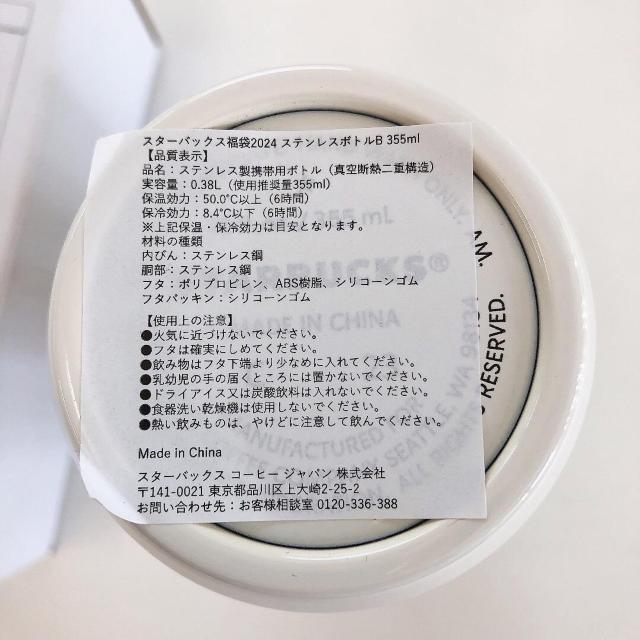 スターバックス福袋2024 ステンレスボトルB 355ml
【品質表示】
品名：ステンレス製携帯用ボトル（真空断熱二重構造）
実容量：0.38L（使用推奨量355ml）
保温効力：50.0℃以上（6時間）
保冷効力：8.4℃以下（6時間）
※上記保温・保冷効力は目安となります。
材料の種類
内びん：ステンレス鋼
胴部：ステンレス鋼
フタ：ポリプロピレン、ABS樹脂、シリコーンゴム
フタパッキン：シリコーンゴム
【使用上の注意】
●火気に近づけないでください。
●フタは確実にしめてください。
●飲み物はフタ下端より少なめに入れてください。
●乳幼児の手の届くところには置かないでください。
●ドライアイス又は炭酸飲料は入れないでください。
●食器洗い乾燥機は使用しないでください。
●熱い飲みものは、やけどに注意して飲んでください。
Made in China
スターバックス コーヒー ジャパン 株式会社
〒141-0021 東京都品川区上大崎2-25-2
お問い合わせ先：お客様相談室 0120-336-388
355 mL
BUCKS®
MADE IN CHINA
MANUFACTURED FOR
SEATTLE, WA 98134
ALL RIGHTS RESERVED.
ONLY.